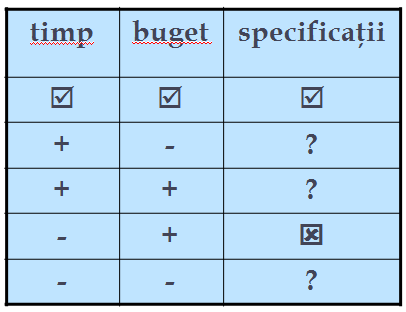 timp buget specificații
☑ ☑ ☑
+ - ?
+ + ?
- + ☒
- - ?